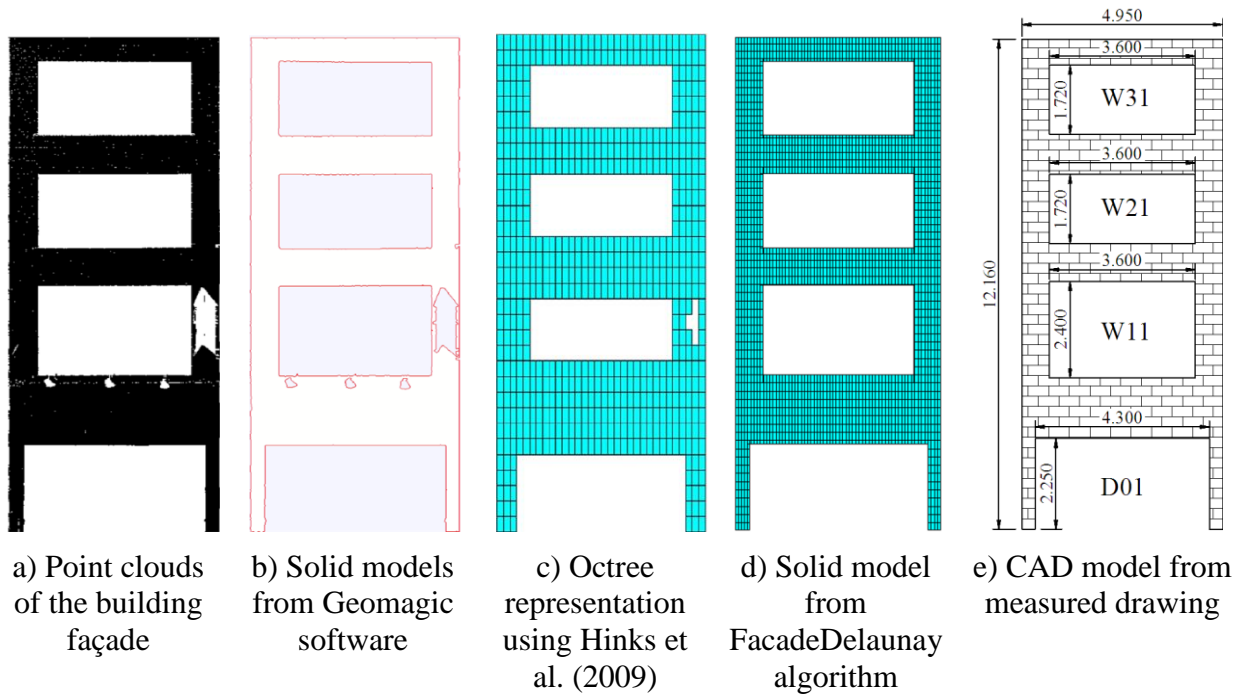 4.950
3.600
1.720
W31
3.600
1.720
W21
3.600
12.160
2.400
W11
4.300
2.250
D01
a) Point clouds
of the building
façade
b) Solid models
from Geomagic
software
c) Octree
representation
using Hinks et
al. (2009)
d) Solid model
from
FacadeDelaunay
algorithm
e) CAD model from
measured drawing